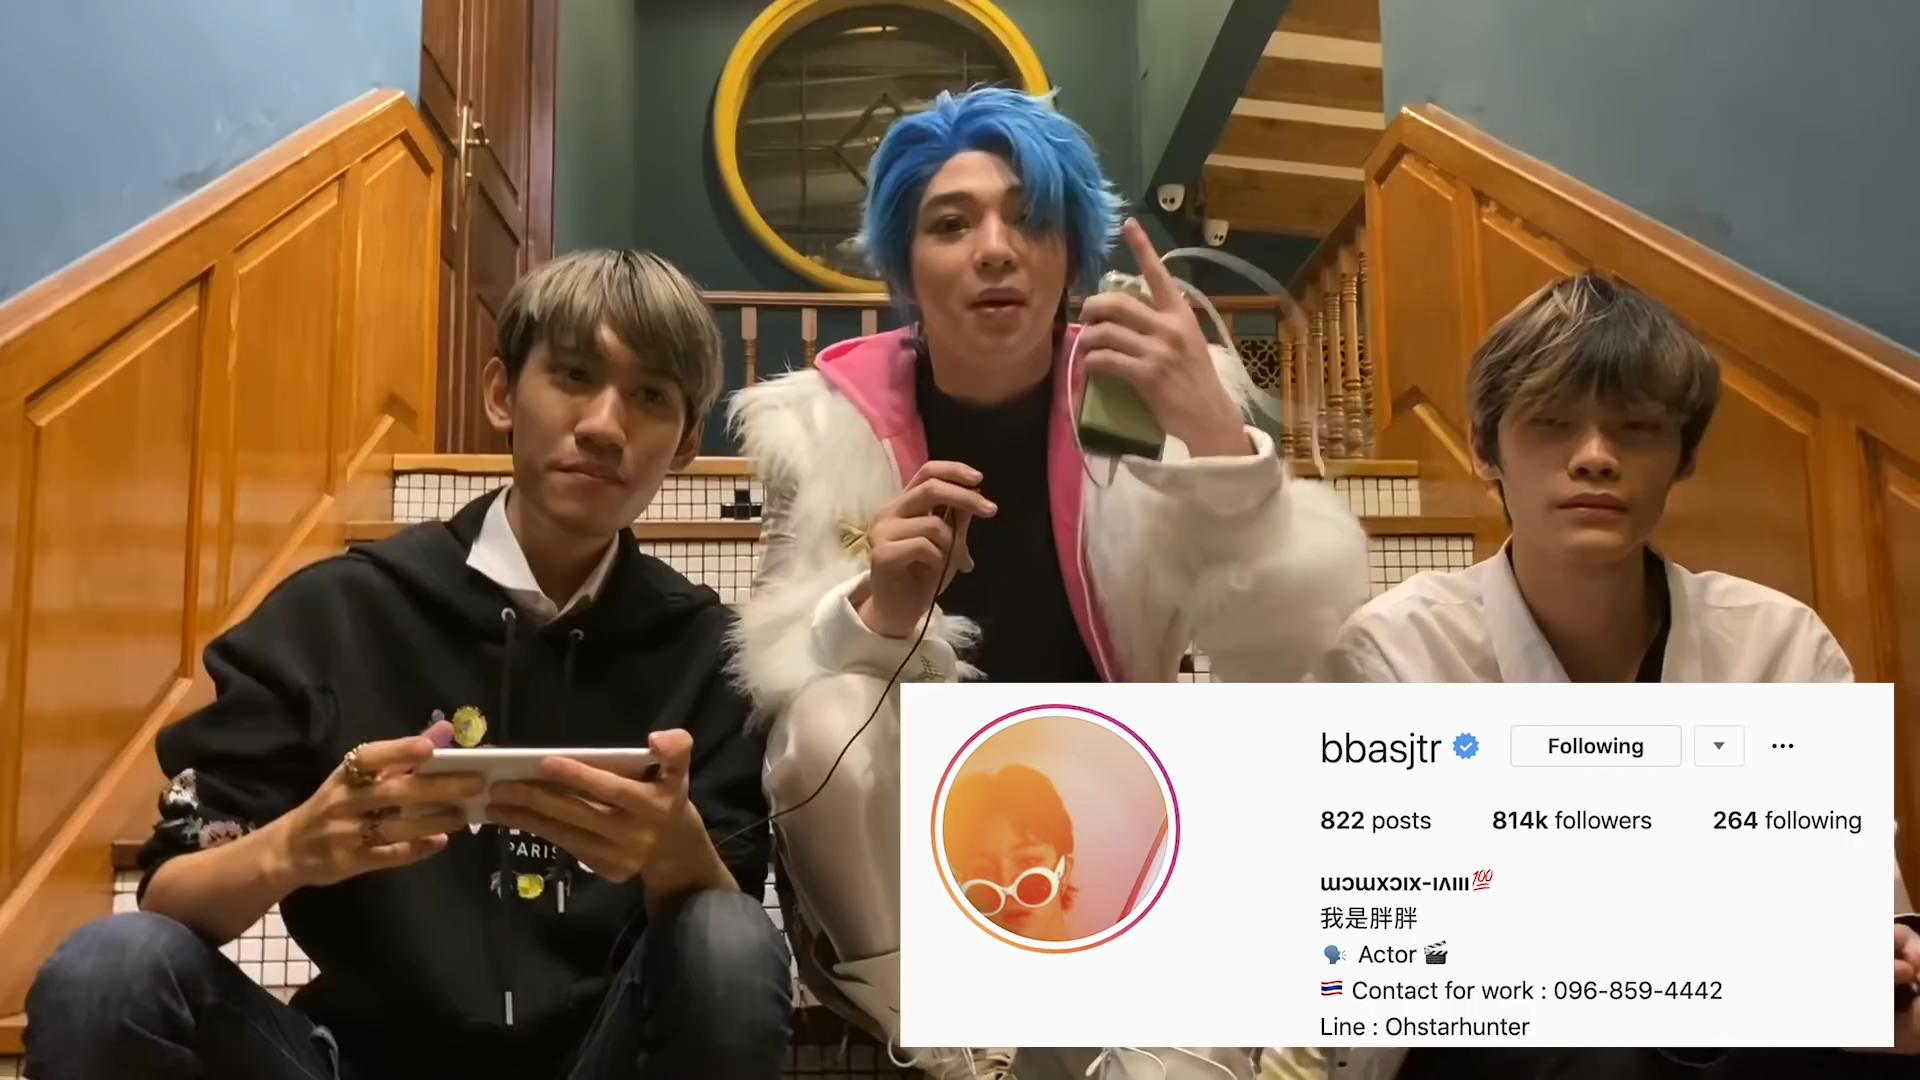 PARIS
bbasjtr
Following
822 posts 814k followers 264 following
ɯɔɯxɔıx-ıʌııı💯
我是胖胖
🗣 Actor 🎬
🇹🇭 Contact for work : 096-859-4442
Line : Ohstarhunter